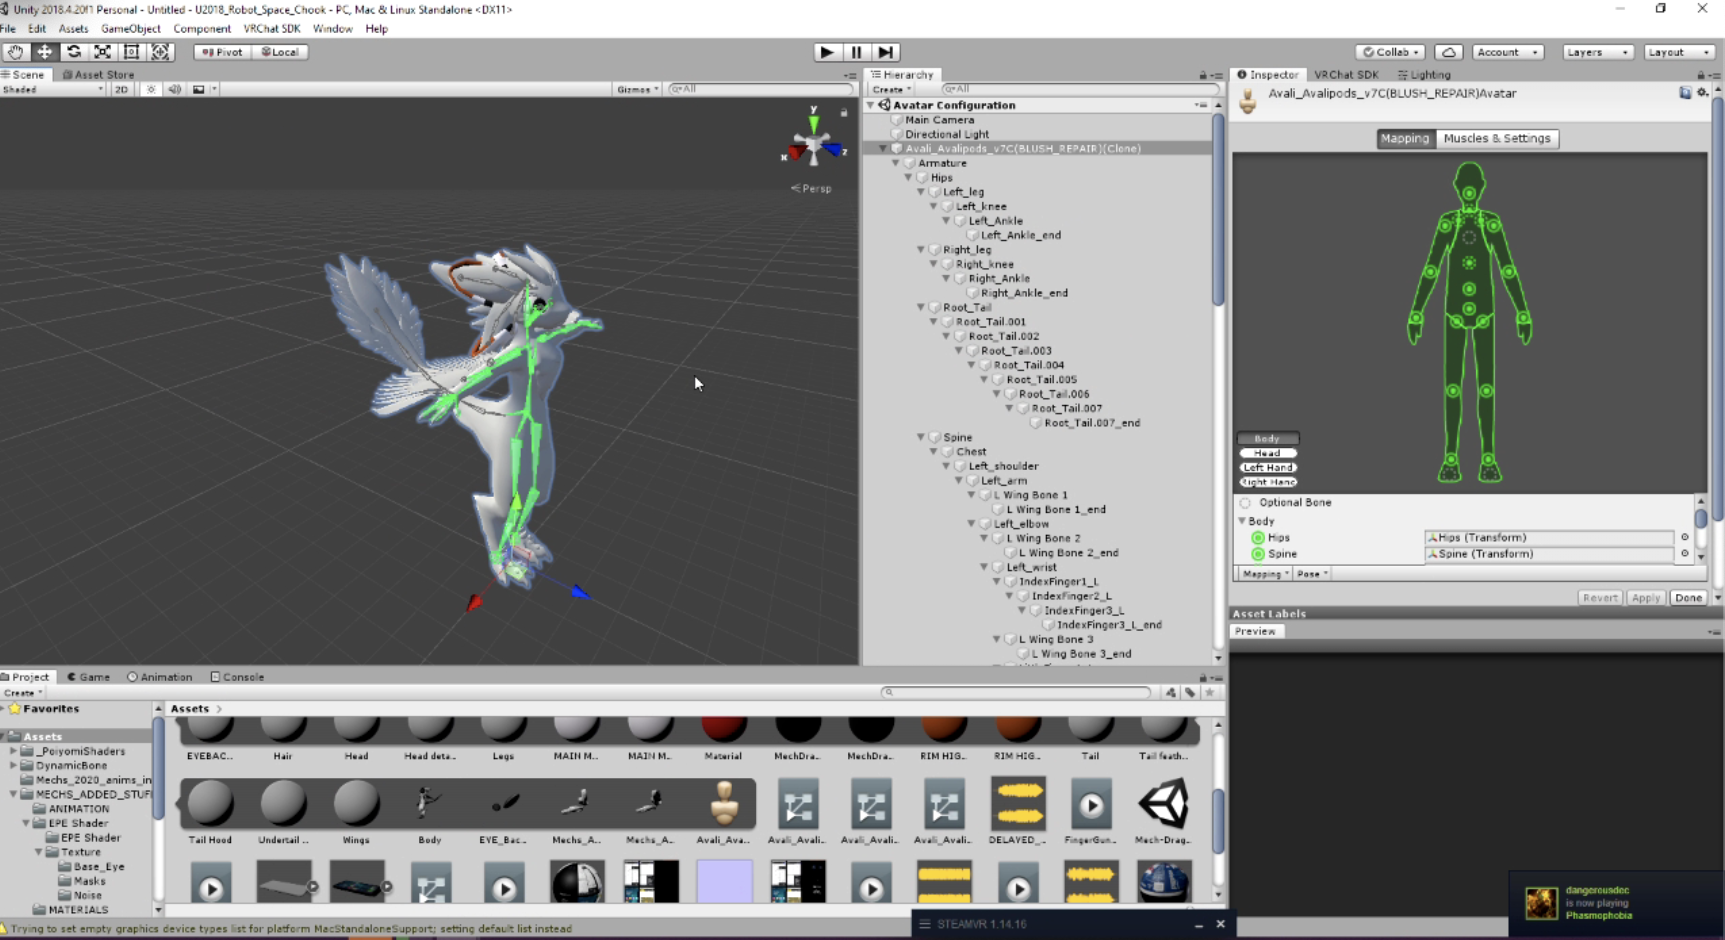 Unity 2018.4.20f1 Personal - Untitled - U2018_Robot_Space_Chook - PC, Mac & Linux Standalone <DX11>
File Edit Assets GameObject Component VRChat SDK Window Help
Pivot Local Collab Account Layers Layout
Scene Asset Store
Shaded 2D Gizmos All
y
x
z
Persp
Hierarchy
Create All
Avatar Configuration
Main Camera
Directional Light
Avali_Avalipods_v7C(BLUSH_REPAIR)(Clone)
Armature
Hips
Left_leg
Left_knee
Left_Ankle
Left_Ankle_end
Right_leg
Right_knee
Right_Ankle
Right_Ankle_end
Root_Tail
Root_Tail.001
Root_Tail.002
Root_Tail.003
Root_Tail.004
Root_Tail.005
Root_Tail.006
Root_Tail.007
Root_Tail.007_end
Spine
Chest
Left_shoulder
Left_arm
L Wing Bone 1
L Wing Bone 1_end
Left_elbow
L Wing Bone 2
L Wing Bone 2_end
Left_wrist
IndexFinger1_L
IndexFinger2_L
IndexFinger3_L
IndexFinger3_L_end
L Wing Bone 3
L Wing Bone 3_end
Inspector VRChat SDK Lighting
Avali_Avalipods_v7C(BLUSH_REPAIR)Avatar
Mapping Muscles & Settings
Body
Head
Left Hand
Right Hand
Optional Bone
Body
Hips Hips (Transform)
Spine Spine (Transform)
Mapping Pose
Revert Apply Done
Asset Labels
Preview
Project Game Animation Console
Create
Favorites
Assets
_PoiyomiShaders
DynamicBone
Mechs_2020_anims_in
MECHS_ADDED_STUF
ANIMATION
EPE Shader
EPE Shader
Texture
Base_Eye
Masks
Noise
MATERIALS
Assets
EYEBAC... Hair Head Head deta... Legs MAIN M... MAIN M... Material MechDra... MechDra... RIM HIG... RIM HIG... Tail Tail feath...
Tail Hood Undertail ... Wings Body EYE_Bac... Mechs_A... Mechs_A... Avali_Ava... Avali_Avali... Avali_Avali... Avali_Avali... DELAYED_... FingerGun... Mech-Drag...
Trying to set empty graphics device types list for platform MacStandaloneSupport; setting default list instead
STEAMVR 1.14.16
dangerousdec
is now playing
Phasmophobia